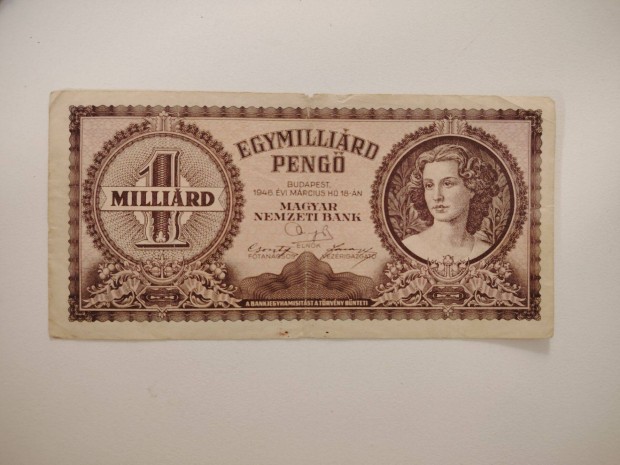 1
MILLIÁRD
EGYMILLIÁRD
PENGŐ
BUDAPEST,
1946 ÉVI MÁRCIUS HÓ 18-ÁN
MAGYAR
NEMZETI BANK
ELNÖK
FŐTANÁCSOS VEZÉRIGAZGATÓ
A BANKJEGYHAMISÍTÁST A TÖRVÉNY BÜNTETI